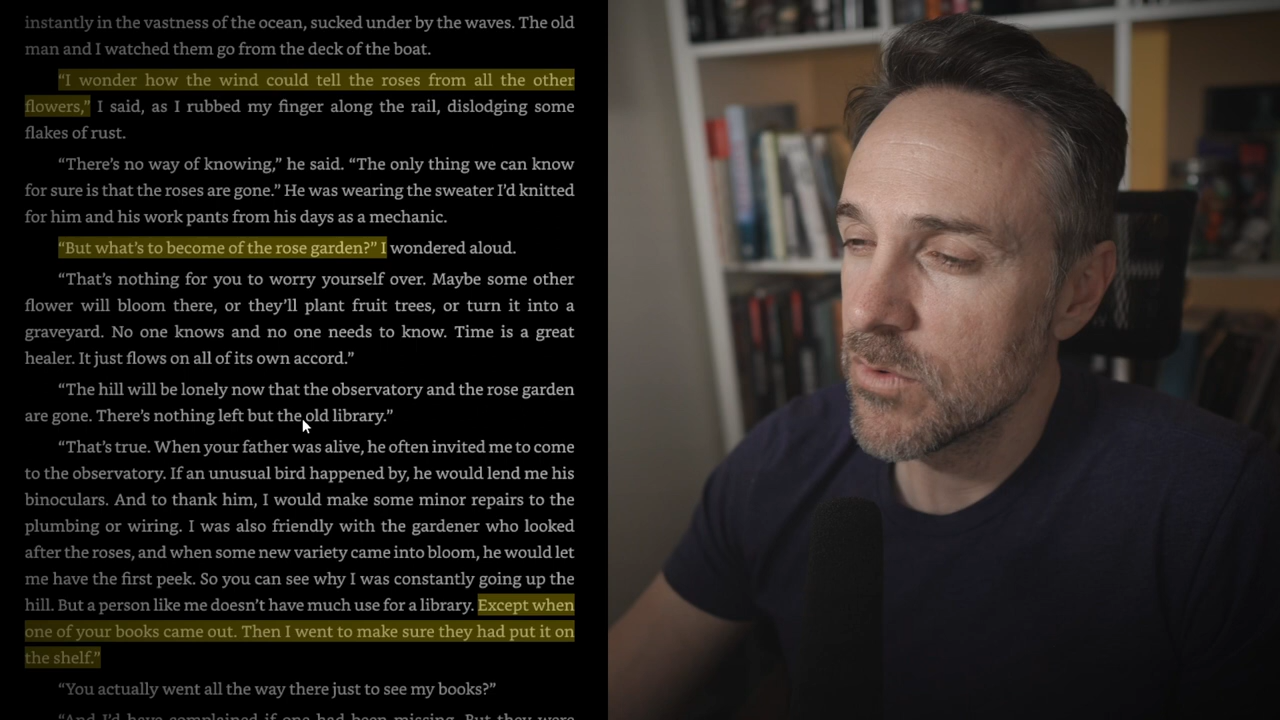 instantly in the vastness of the ocean, sucked under by the waves. The old
man and I watched them go from the deck of the boat.
“I wonder how the wind could tell the roses from all the other
flowers,” I said, as I rubbed my finger along the rail, dislodging some
flakes of rust.
“There’s no way of knowing,” he said. “The only thing we can know
for sure is that the roses are gone.” He was wearing the sweater I’d knitted
for him and his work pants from his days as a mechanic.
“But what’s to become of the rose garden?” I wondered aloud.
“That’s nothing for you to worry yourself over. Maybe some other
flower will bloom there, or they’ll plant fruit trees, or turn it into a
graveyard. No one knows and no one needs to know. Time is a great
healer. It just flows on all of its own accord.”
“The hill will be lonely now that the observatory and the rose garden
are gone. There’s nothing left but the old library.”
“That’s true. When your father was alive, he often invited me to come
to the observatory. If an unusual bird happened by, he would lend me his
binoculars. And to thank him, I would make some minor repairs to the
plumbing or wiring. I was also friendly with the gardener who looked
after the roses, and when some new variety came into bloom, he would let
me have the first peek. So you can see why I was constantly going up the
hill. But a person like me doesn’t have much use for a library. Except when
one of your books came out. Then I went to make sure they had put it on
the shelf.”
“You actually went all the way there just to see my books?”
“And I’d have complained if one had been missing. But they were